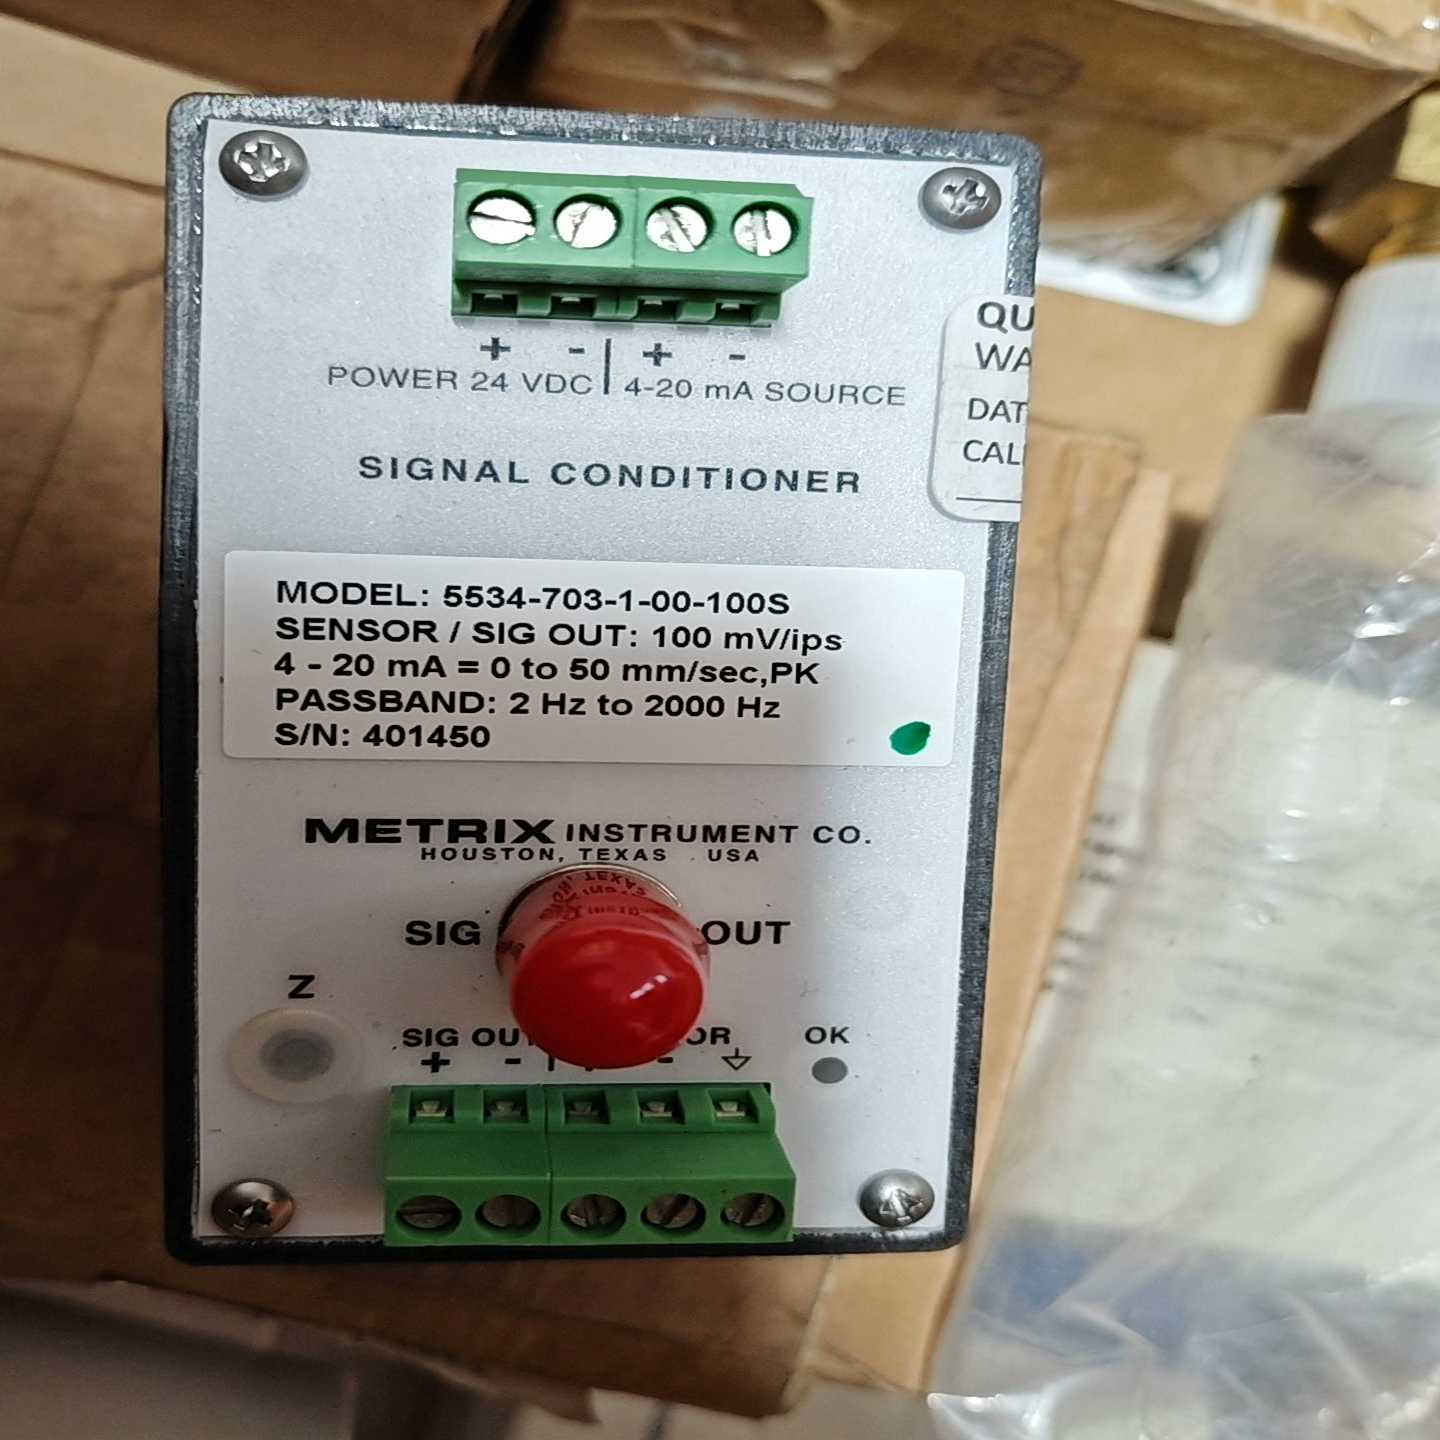 + - | + -
POWER 24 VDC | 4-20 mA SOURCE
QU
WA
DAT
CAL
SIGNAL CONDITIONER
MODEL: 5534-703-1-00-100S
SENSOR / SIG OUT: 100 mV/ips
4 - 20 mA = 0 to 50 mm/sec,PK
PASSBAND: 2 Hz to 2000 Hz
S/N: 401450
METRIX INSTRUMENT CO.
HOUSTON, TEXAS USA
SIG OUT
Z
SIG OU OR OK
+ - | -